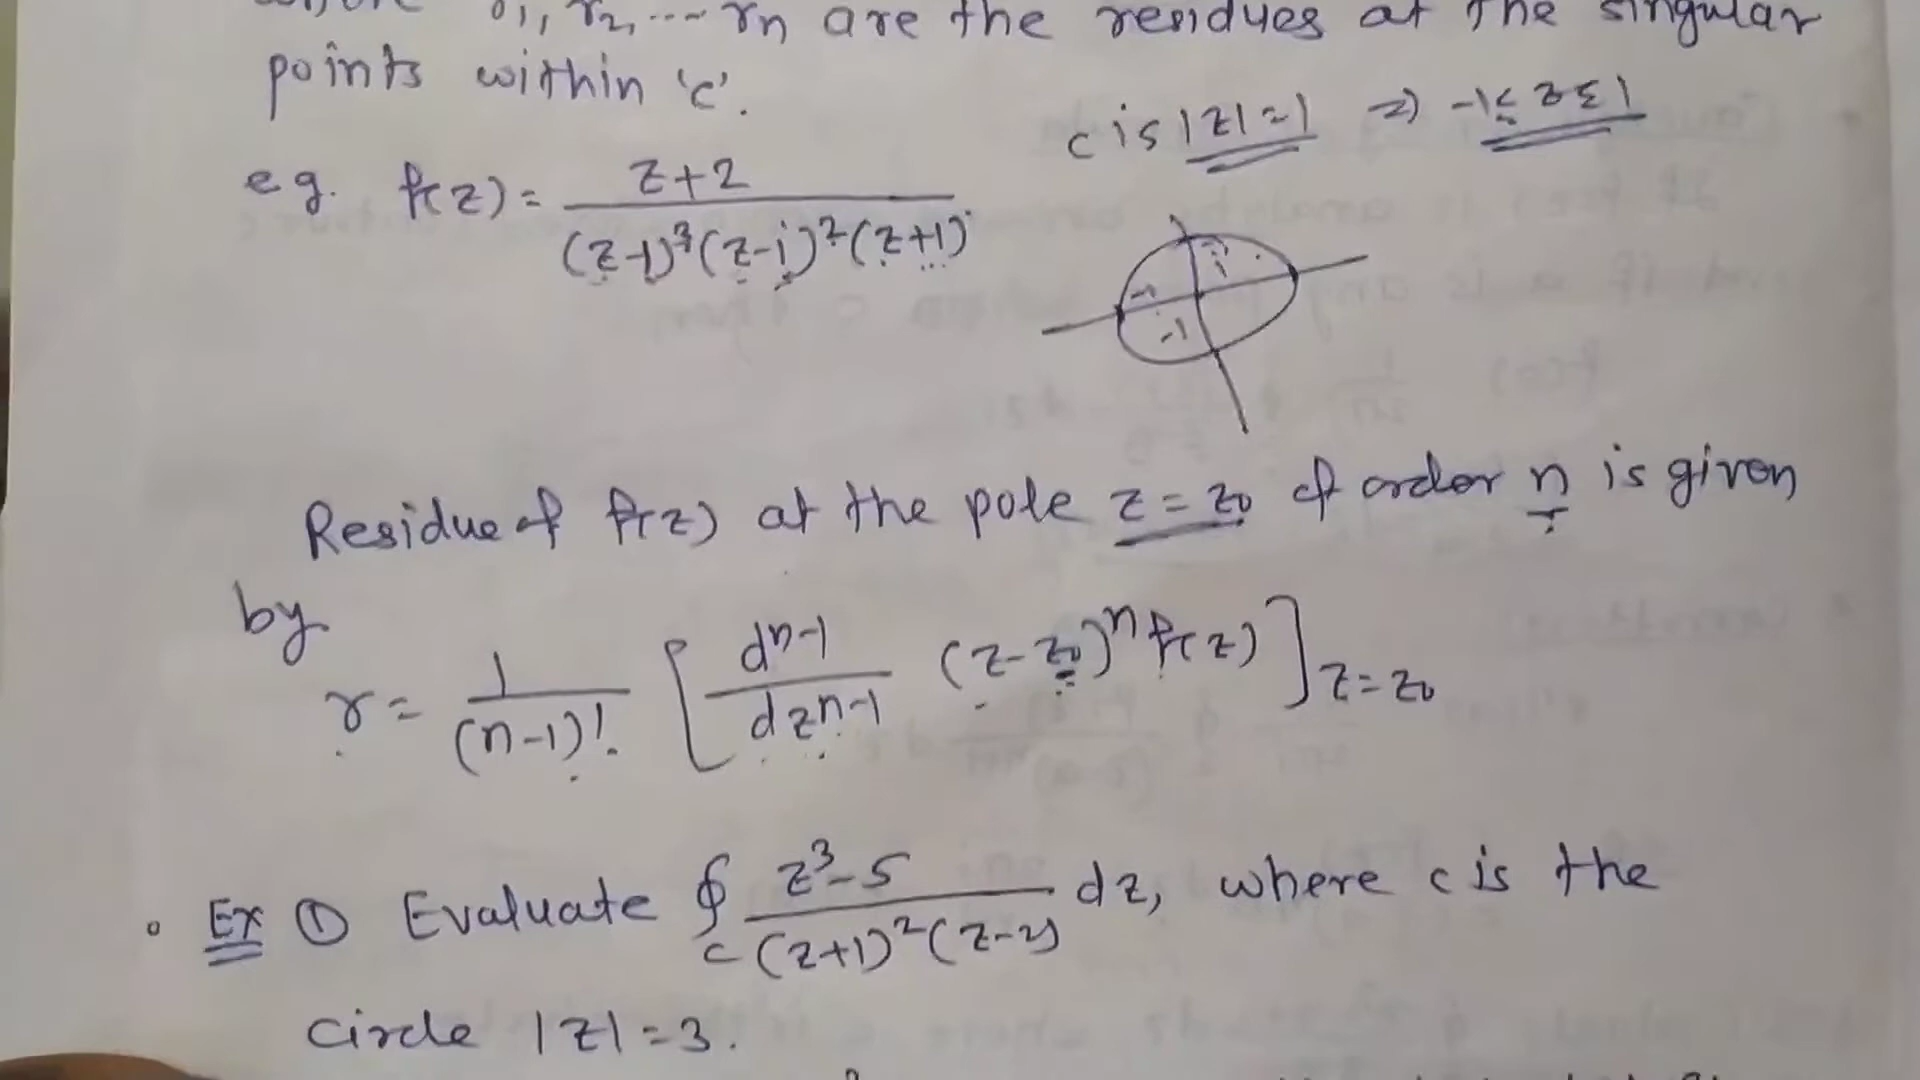 r1, r2, ... rn are the residues at the singular
points within 'c'.
c is |z|=1 ⇒ -1≤z≤1
e.g. f(z) = (z+2)/((z-1)³(z-i)²(z+1))
i
-1
Residue of f(z) at the pole z=z0 of order n is given
by
r = 1/(n-1)! [d^(n-1)/dz^(n-1) (z-z0)^n f(z)] z=z0
Ex ① Evaluate ∮c (z³-5)/((z+1)²(z-2)) dz, where c is the
circle |z|=3.